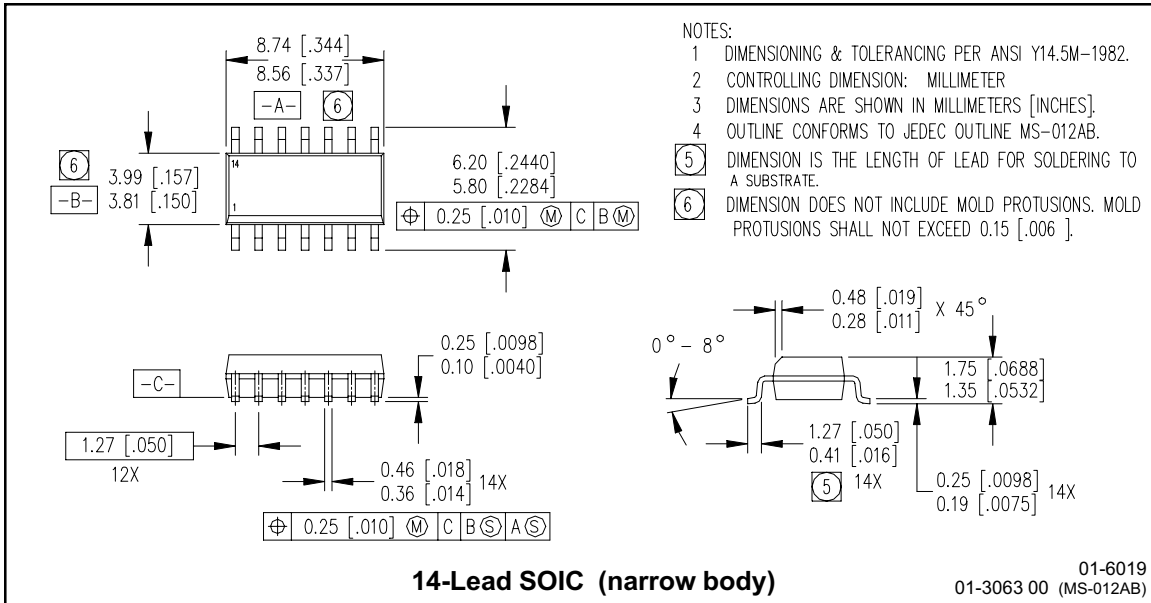 8.74 [.344]
8.56 [.337]
-A- 6
14
1
6
3.99 [.157]
3.81 [.150]
-B-
6.20 [.2440]
5.80 [.2284]
⌖ 0.25 [.010] Ⓜ C B Ⓜ
NOTES:
1 DIMENSIONING & TOLERANCING PER ANSI Y14.5M-1982.
2 CONTROLLING DIMENSION: MILLIMETER
3 DIMENSIONS ARE SHOWN IN MILLIMETERS [INCHES].
4 OUTLINE CONFORMS TO JEDEC OUTLINE MS-012AB.
5 DIMENSION IS THE LENGTH OF LEAD FOR SOLDERING TO
A SUBSTRATE.
6 DIMENSION DOES NOT INCLUDE MOLD PROTUSIONS. MOLD
PROTUSIONS SHALL NOT EXCEED 0.15 [.006 ].
-C-
0.25 [.0098]
0.10 [.0040]
1.27 [.050]
12X
0.46 [.018]
0.36 [.014] 14X
⌖ 0.25 [.010] Ⓜ C B Ⓢ A Ⓢ
0.48 [.019]
0.28 [.011] X 45°
0° - 8°
1.75 [.0688]
1.35 [.0532]
1.27 [.050]
0.41 [.016]
5 14X
0.25 [.0098]
0.19 [.0075] 14X
14-Lead SOIC (narrow body)
01-6019
01-3063 00 (MS-012AB)